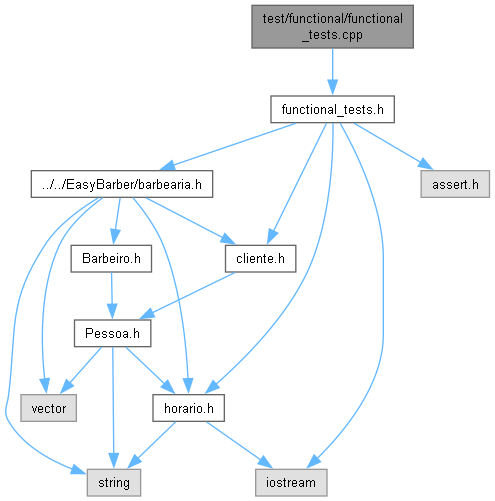 test/functional/functional
_tests.cpp
functional_tests.h
../../EasyBarber/barbearia.h
assert.h
Barbeiro.h
cliente.h
Pessoa.h
vector
horario.h
string
iostream